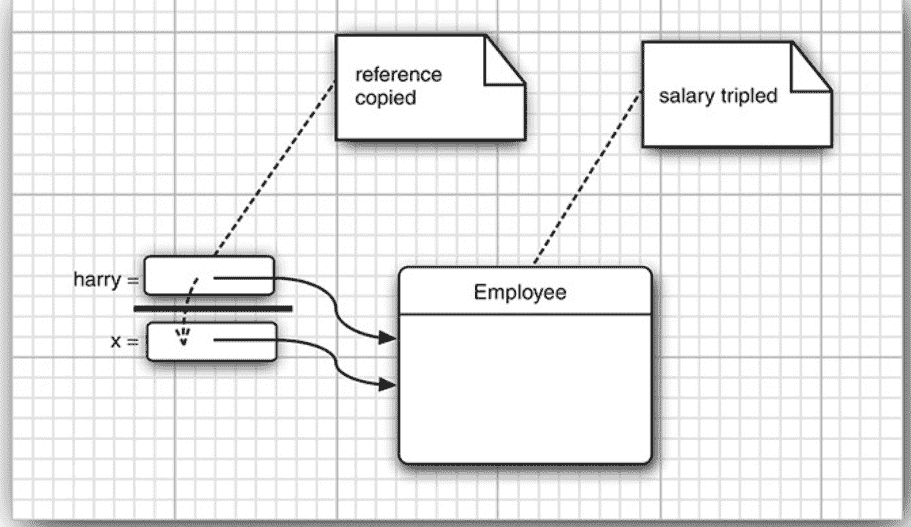 reference
copied
salary tripled
harry =
Employee
x =